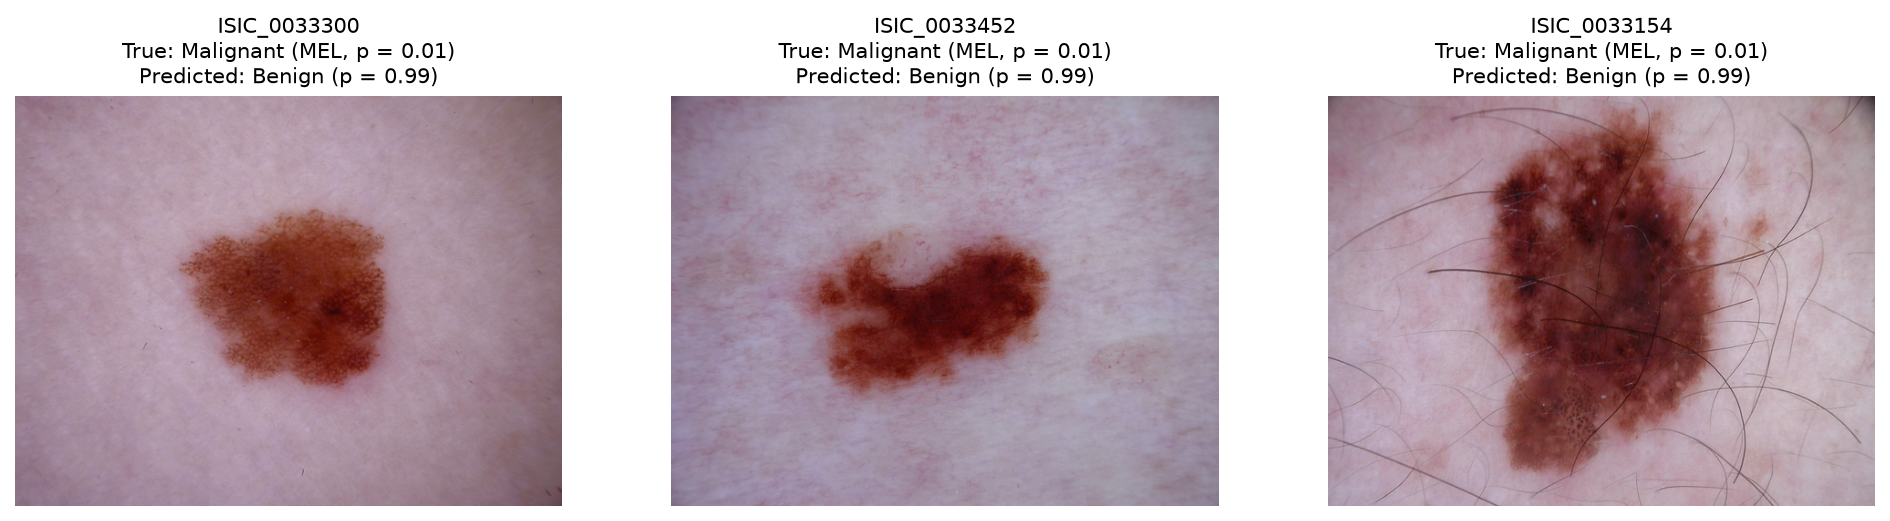 ISIC_0033300
True: Malignant (MEL, p = 0.01)
Predicted: Benign (p = 0.99)
ISIC_0033452
True: Malignant (MEL, p = 0.01)
Predicted: Benign (p = 0.99)
ISIC_0033154
True: Malignant (MEL, p = 0.01)
Predicted: Benign (p = 0.99)